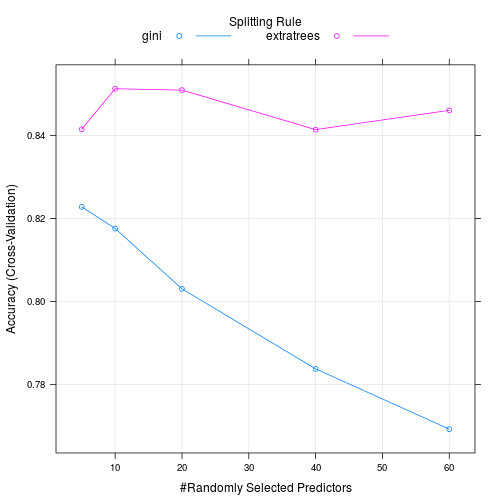 Splitting Rule
gini extratrees
0.84
0.82
0.80
0.78
Accuracy (Cross-Validation)
10 20 30 40 50 60
#Randomly Selected Predictors